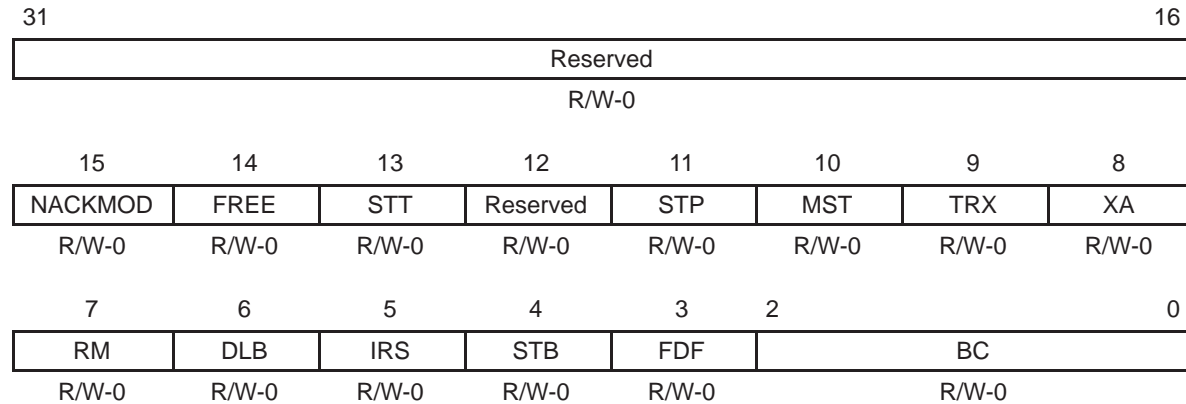 31 16
Reserved
R/W-0
15 14 13 12 11 10 9 8
NACKMOD FREE STT Reserved STP MST TRX XA
R/W-0 R/W-0 R/W-0 R/W-0 R/W-0 R/W-0 R/W-0 R/W-0
7 6 5 4 3 2 0
RM DLB IRS STB FDF BC
R/W-0 R/W-0 R/W-0 R/W-0 R/W-0 R/W-0